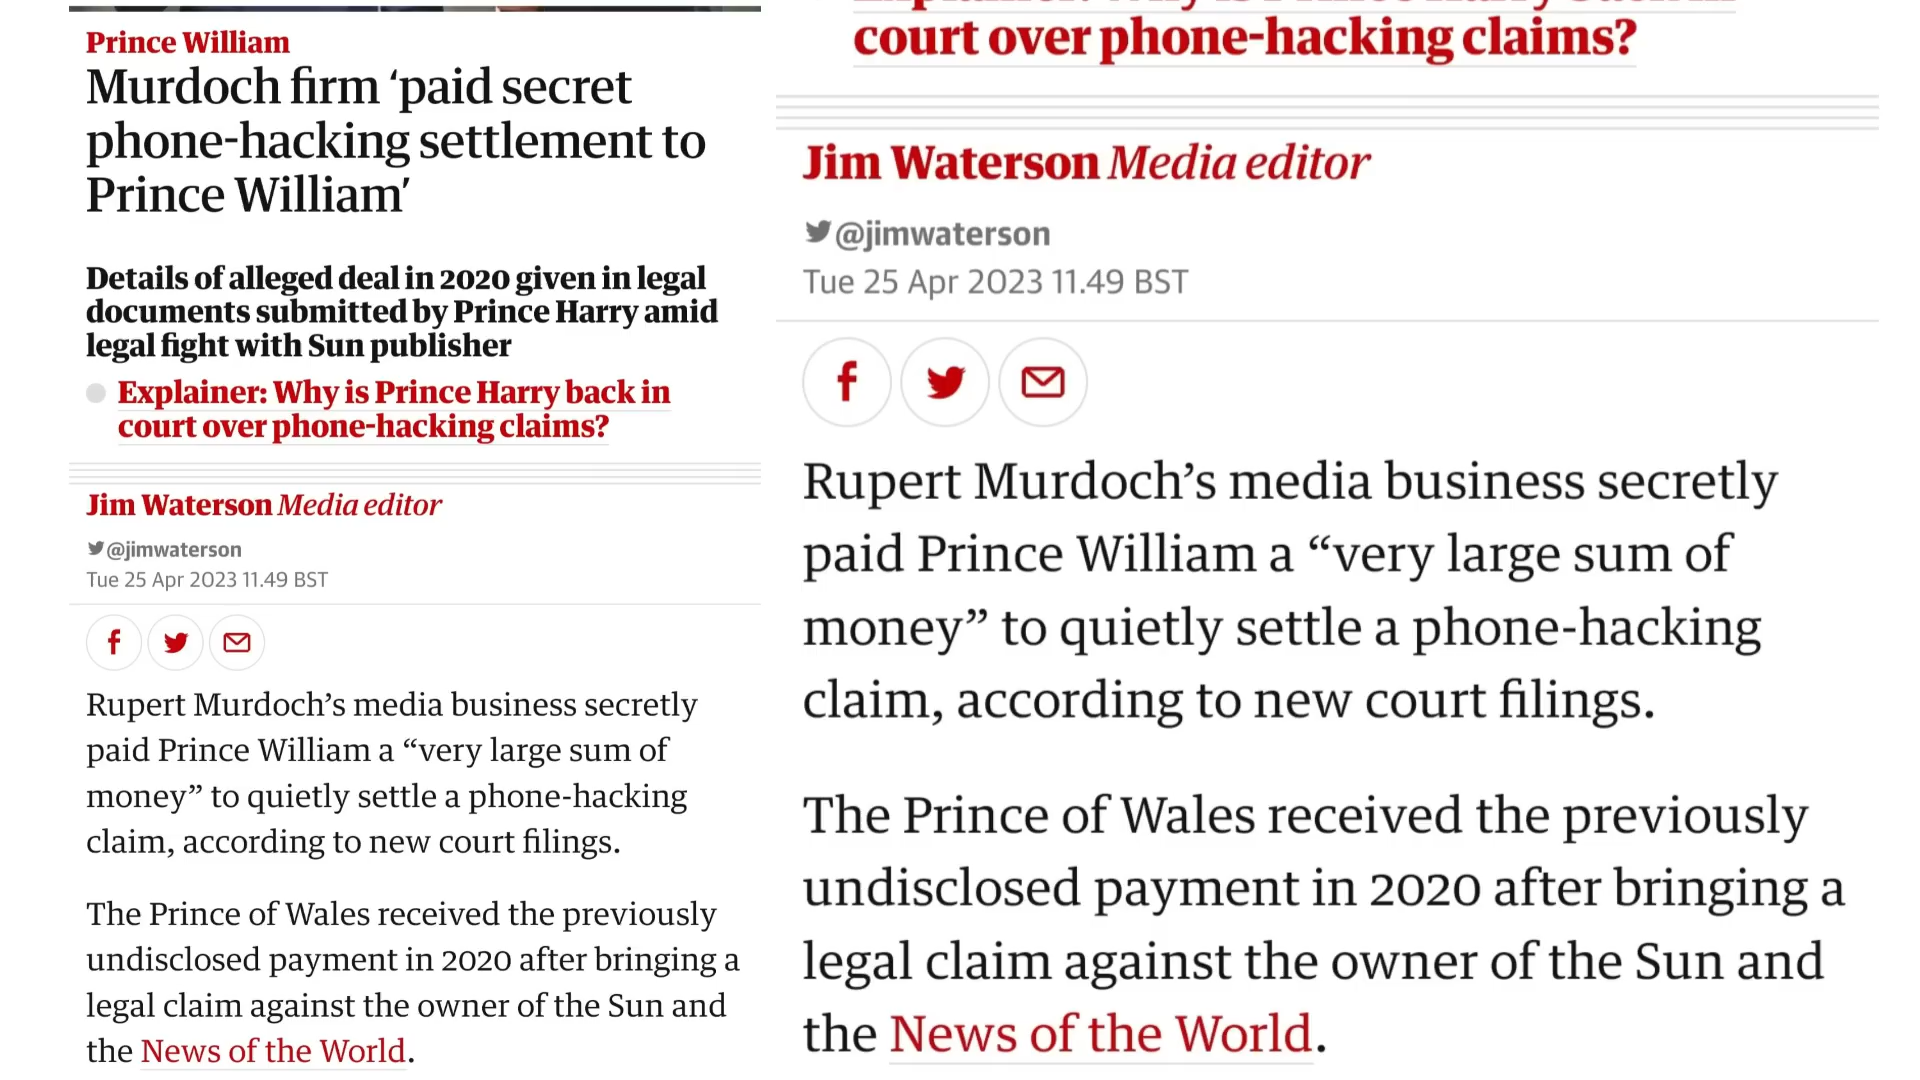 Prince William
Murdoch firm ‘paid secret
phone-hacking settlement to
Prince William’
Details of alleged deal in 2020 given in legal
documents submitted by Prince Harry amid
legal fight with Sun publisher
Explainer: Why is Prince Harry back in
court over phone-hacking claims?
Jim Waterson Media editor
@jimwaterson
Tue 25 Apr 2023 11.49 BST
Rupert Murdoch’s media business secretly
paid Prince William a “very large sum of
money” to quietly settle a phone-hacking
claim, according to new court filings.
The Prince of Wales received the previously
undisclosed payment in 2020 after bringing a
legal claim against the owner of the Sun and
the News of the World.
Explainer: Why is Prince Harry back in
court over phone-hacking claims?
Jim Waterson Media editor
@jimwaterson
Tue 25 Apr 2023 11.49 BST
Rupert Murdoch’s media business secretly
paid Prince William a “very large sum of
money” to quietly settle a phone-hacking
claim, according to new court filings.
The Prince of Wales received the previously
undisclosed payment in 2020 after bringing a
legal claim against the owner of the Sun and
the News of the World.